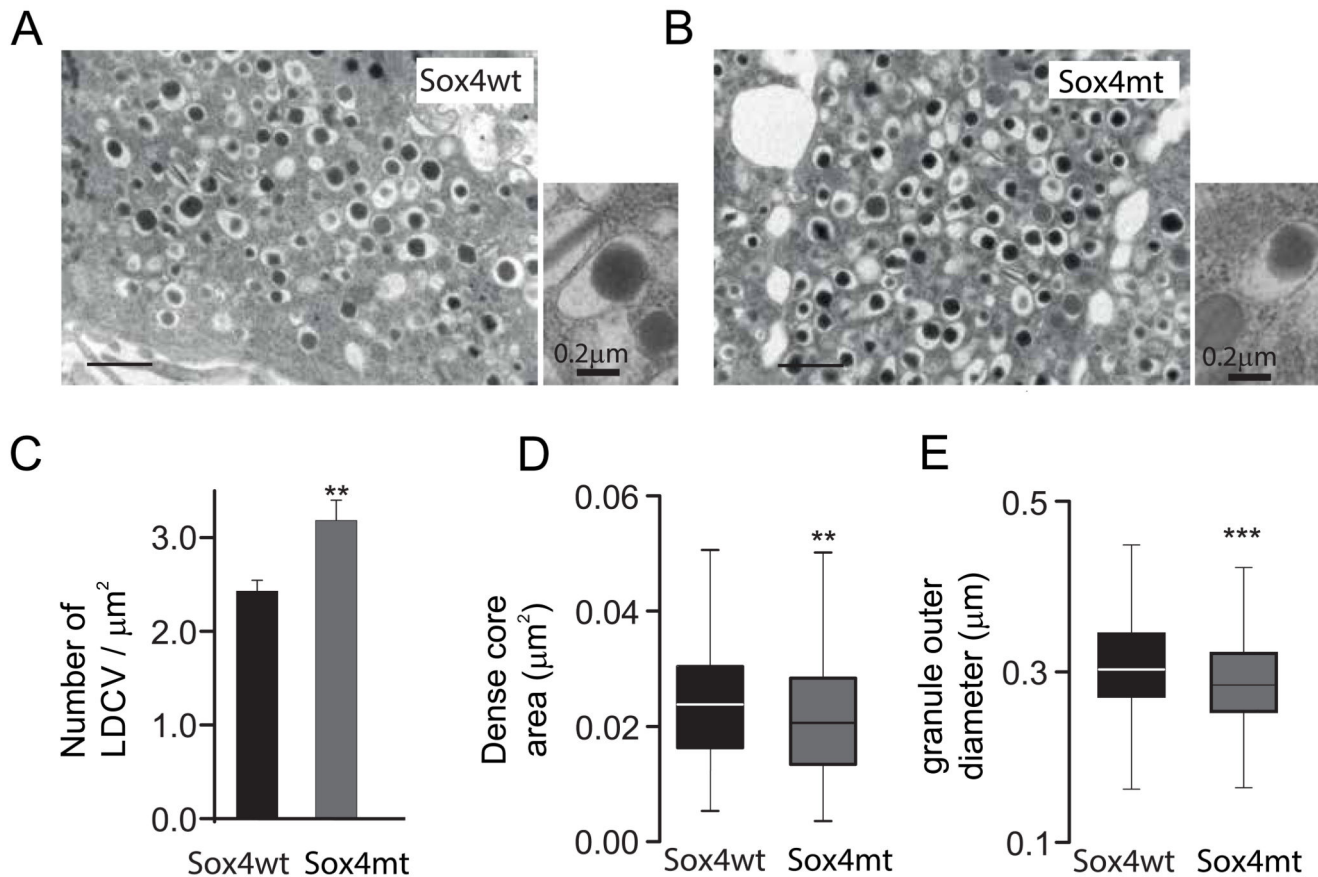 A
B
Sox4wt
Sox4mt
0.2μm
0.2μm
C
D
E
Number of
LDCV / μm²
3.0
2.0
1.0
0.0
**
Sox4wt
Sox4mt
Dense core
area (μm²)
0.06
0.04
0.02
0.00
**
Sox4wt
Sox4mt
granule outer
diameter (μm)
0.5
0.3
0.1
***
Sox4wt
Sox4mt